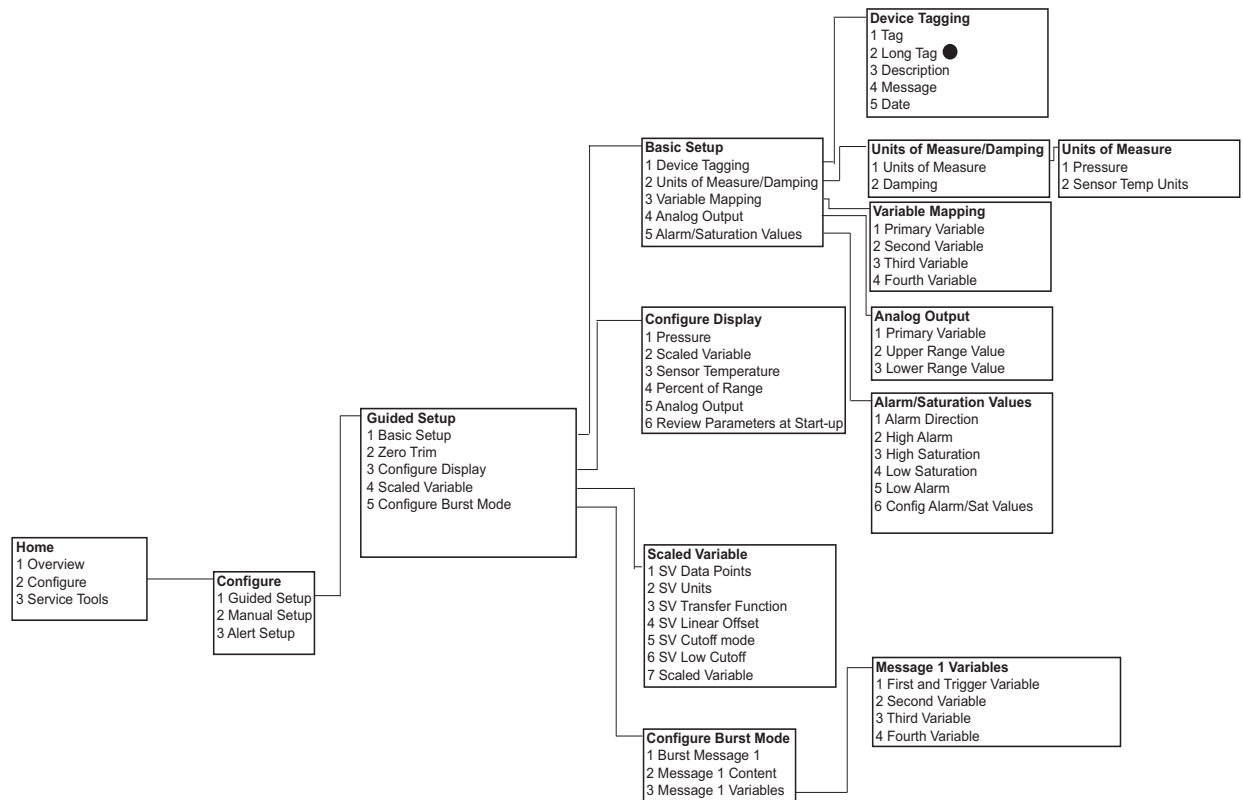 Home
1 Overview
2 Configure
3 Service Tools
Configure
1 Guided Setup
2 Manual Setup
3 Alert Setup
Guided Setup
1 Basic Setup
2 Zero Trim
3 Configure Display
4 Scaled Variable
5 Configure Burst Mode
Basic Setup
1 Device Tagging
2 Units of Measure/Damping
3 Variable Mapping
4 Analog Output
5 Alarm/Saturation Values
Configure Display
1 Pressure
2 Scaled Variable
3 Sensor Temperature
4 Percent of Range
5 Analog Output
6 Review Parameters at Start-up
Scaled Variable
1 SV Data Points
2 SV Units
3 SV Transfer Function
4 SV Linear Offset
5 SV Cutoff mode
6 SV Low Cutoff
7 Scaled Variable
Configure Burst Mode
1 Burst Message 1
2 Message 1 Content
3 Message 1 Variables
Device Tagging
1 Tag
2 Long Tag
3 Description
4 Message
5 Date
Units of Measure/Damping
1 Units of Measure
2 Damping
Units of Measure
1 Pressure
2 Sensor Temp Units
Variable Mapping
1 Primary Variable
2 Second Variable
3 Third Variable
4 Fourth Variable
Analog Output
1 Primary Variable
2 Upper Range Value
3 Lower Range Value
Alarm/Saturation Values
1 Alarm Direction
2 High Alarm
3 High Saturation
4 Low Saturation
5 Low Alarm
6 Config Alarm/Sat Values
Message 1 Variables
1 First and Trigger Variable
2 Second Variable
3 Third Variable
4 Fourth Variable